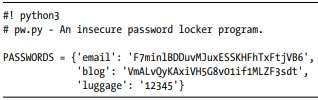 #! python3
# pw.py - An insecure password locker program.
PASSWORDS = {'email': 'F7minlBDDuvMJuxESSKHFhTxFtjVB6',
'blog': 'VmALvQyKAxiVH5G8v01if1MLZF3sdt',
'luggage': '12345'}